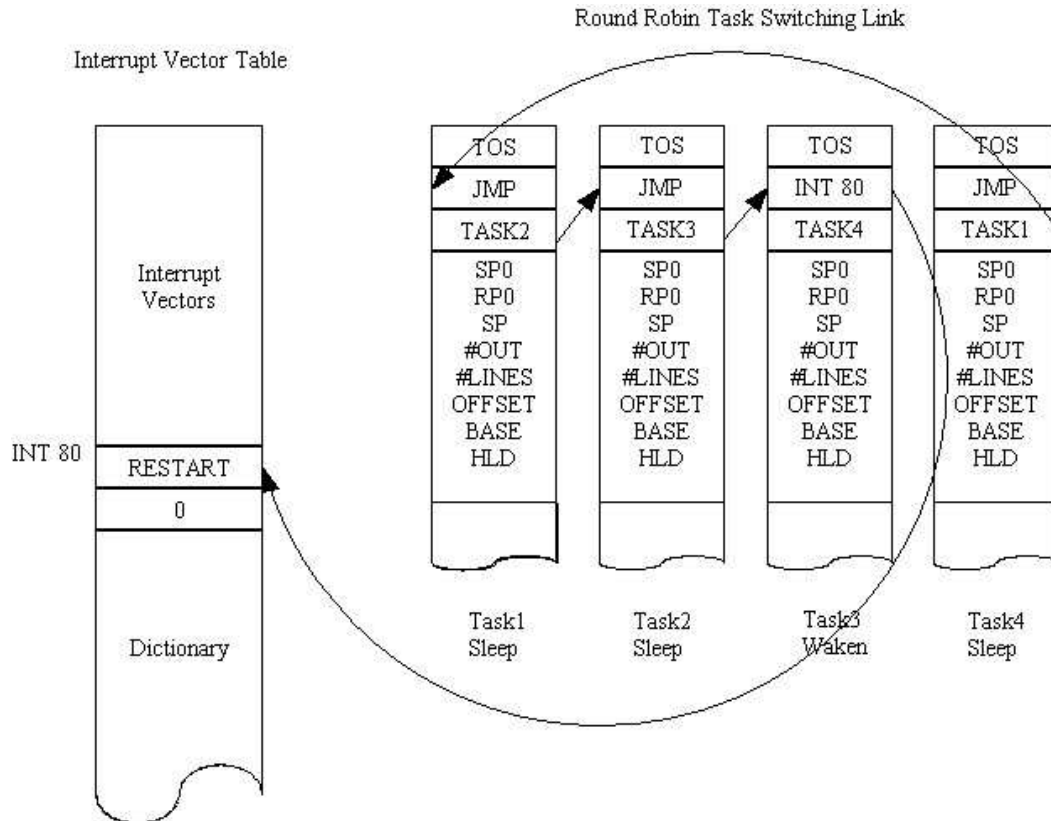 Round Robin Task Switching Link
Interrupt Vector Table
Interrupt
Vectors
INT 80
RESTART
0
Dictionary
TOS
JMP
TASK2
SP0
RP0
SP
#OUT
#LINES
OFFSET
BASE
HLD
Task1
Sleep
TOS
JMP
TASK3
SP0
RP0
SP
#OUT
#LINES
OFFSET
BASE
HLD
Task2
Sleep
TOS
INT 80
TASK4
SP0
RP0
SP
#OUT
#LINES
OFFSET
BASE
HLD
Task3
Waken
TOS
JMP
TASK1
SP0
RP0
SP
#OUT
#LINES
OFFSET
BASE
HLD
Task4
Sleep